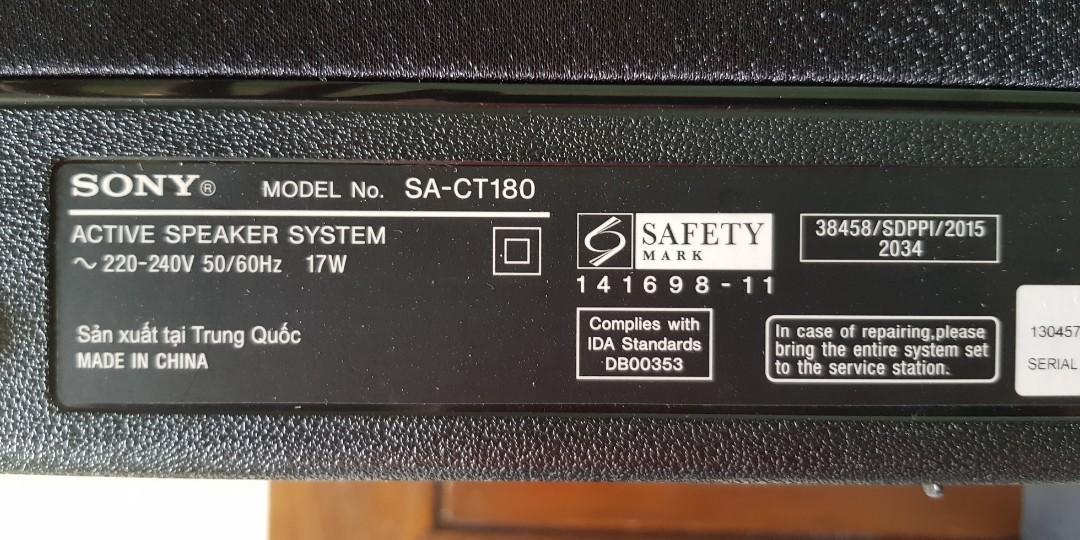 SONY® MODEL No. SA-CT180
ACTIVE SPEAKER SYSTEM
~ 220-240V 50/60Hz 17W
Sản xuất tại Trung Quốc
MADE IN CHINA
SAFETY
MARK
141698-11
Complies with
IDA Standards
DB00353
38458/SDPPI/2015
2034
In case of repairing,please
bring the entire system set
to the service station.
130457
SERIAL